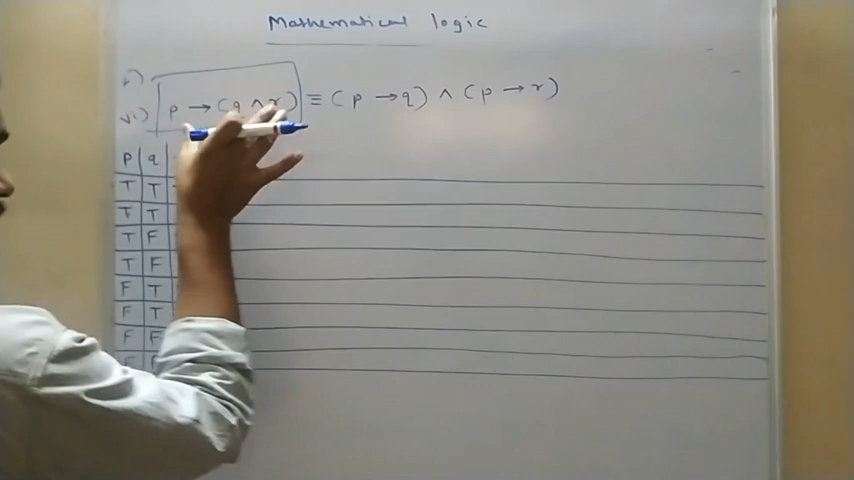 Mathematical logic
v)
vi) p → (q ∧ r) ≡ (p → q) ∧ (p → r)
P q
T T
T T
T F
T F
F T
F T
F F
F F